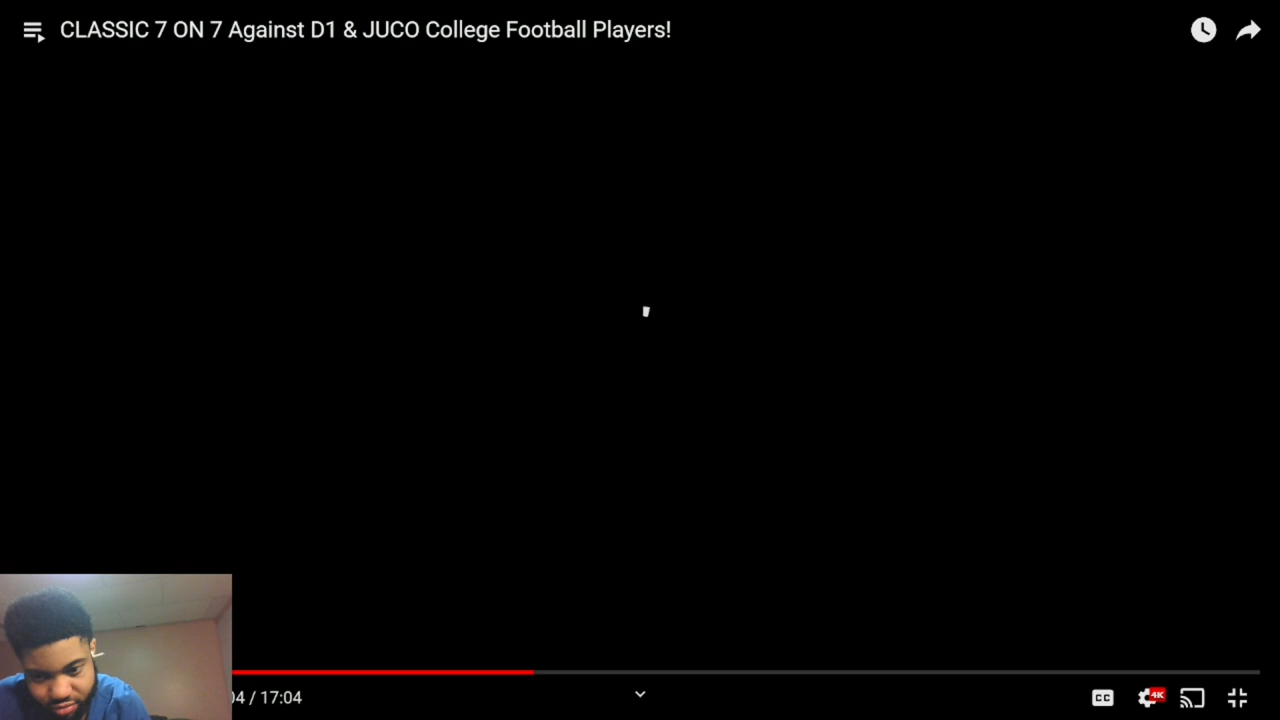 CLASSIC 7 ON 7 Against D1 & JUCO College Football Players!
04 / 17:04
CC
4K